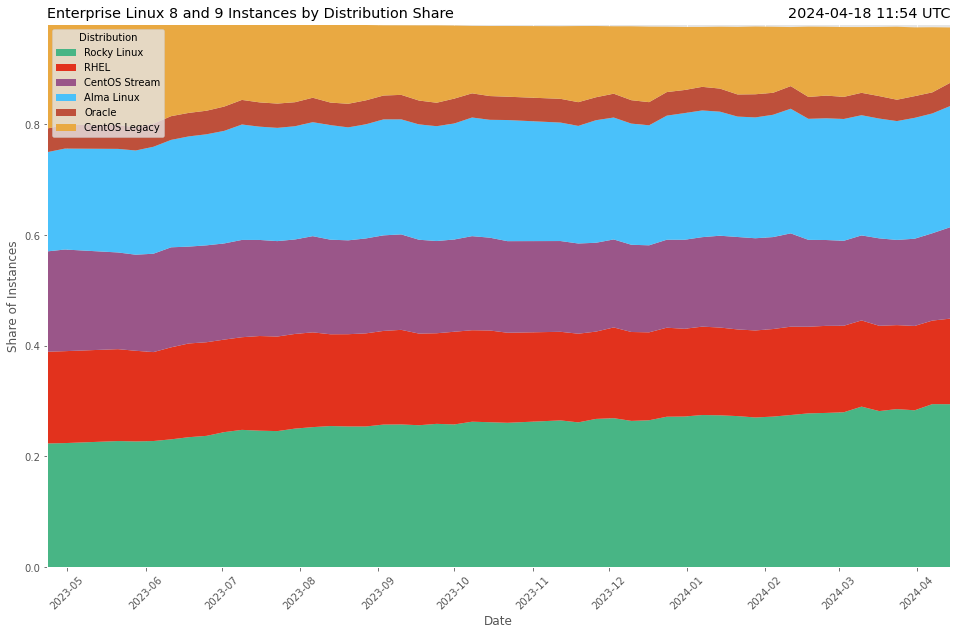 Enterprise Linux 8 and 9 Instances by Distribution Share
2024-04-18 11:54 UTC
Distribution
Rocky Linux
RHEL
CentOS Stream
Alma Linux
Oracle
CentOS Legacy
Share of Instances
0.8
0.6
0.4
0.2
0.0
2023-05
2023-06
2023-07
2023-08
2023-09
2023-10
2023-11
2023-12
2024-01
2024-02
2024-03
2024-04
Date